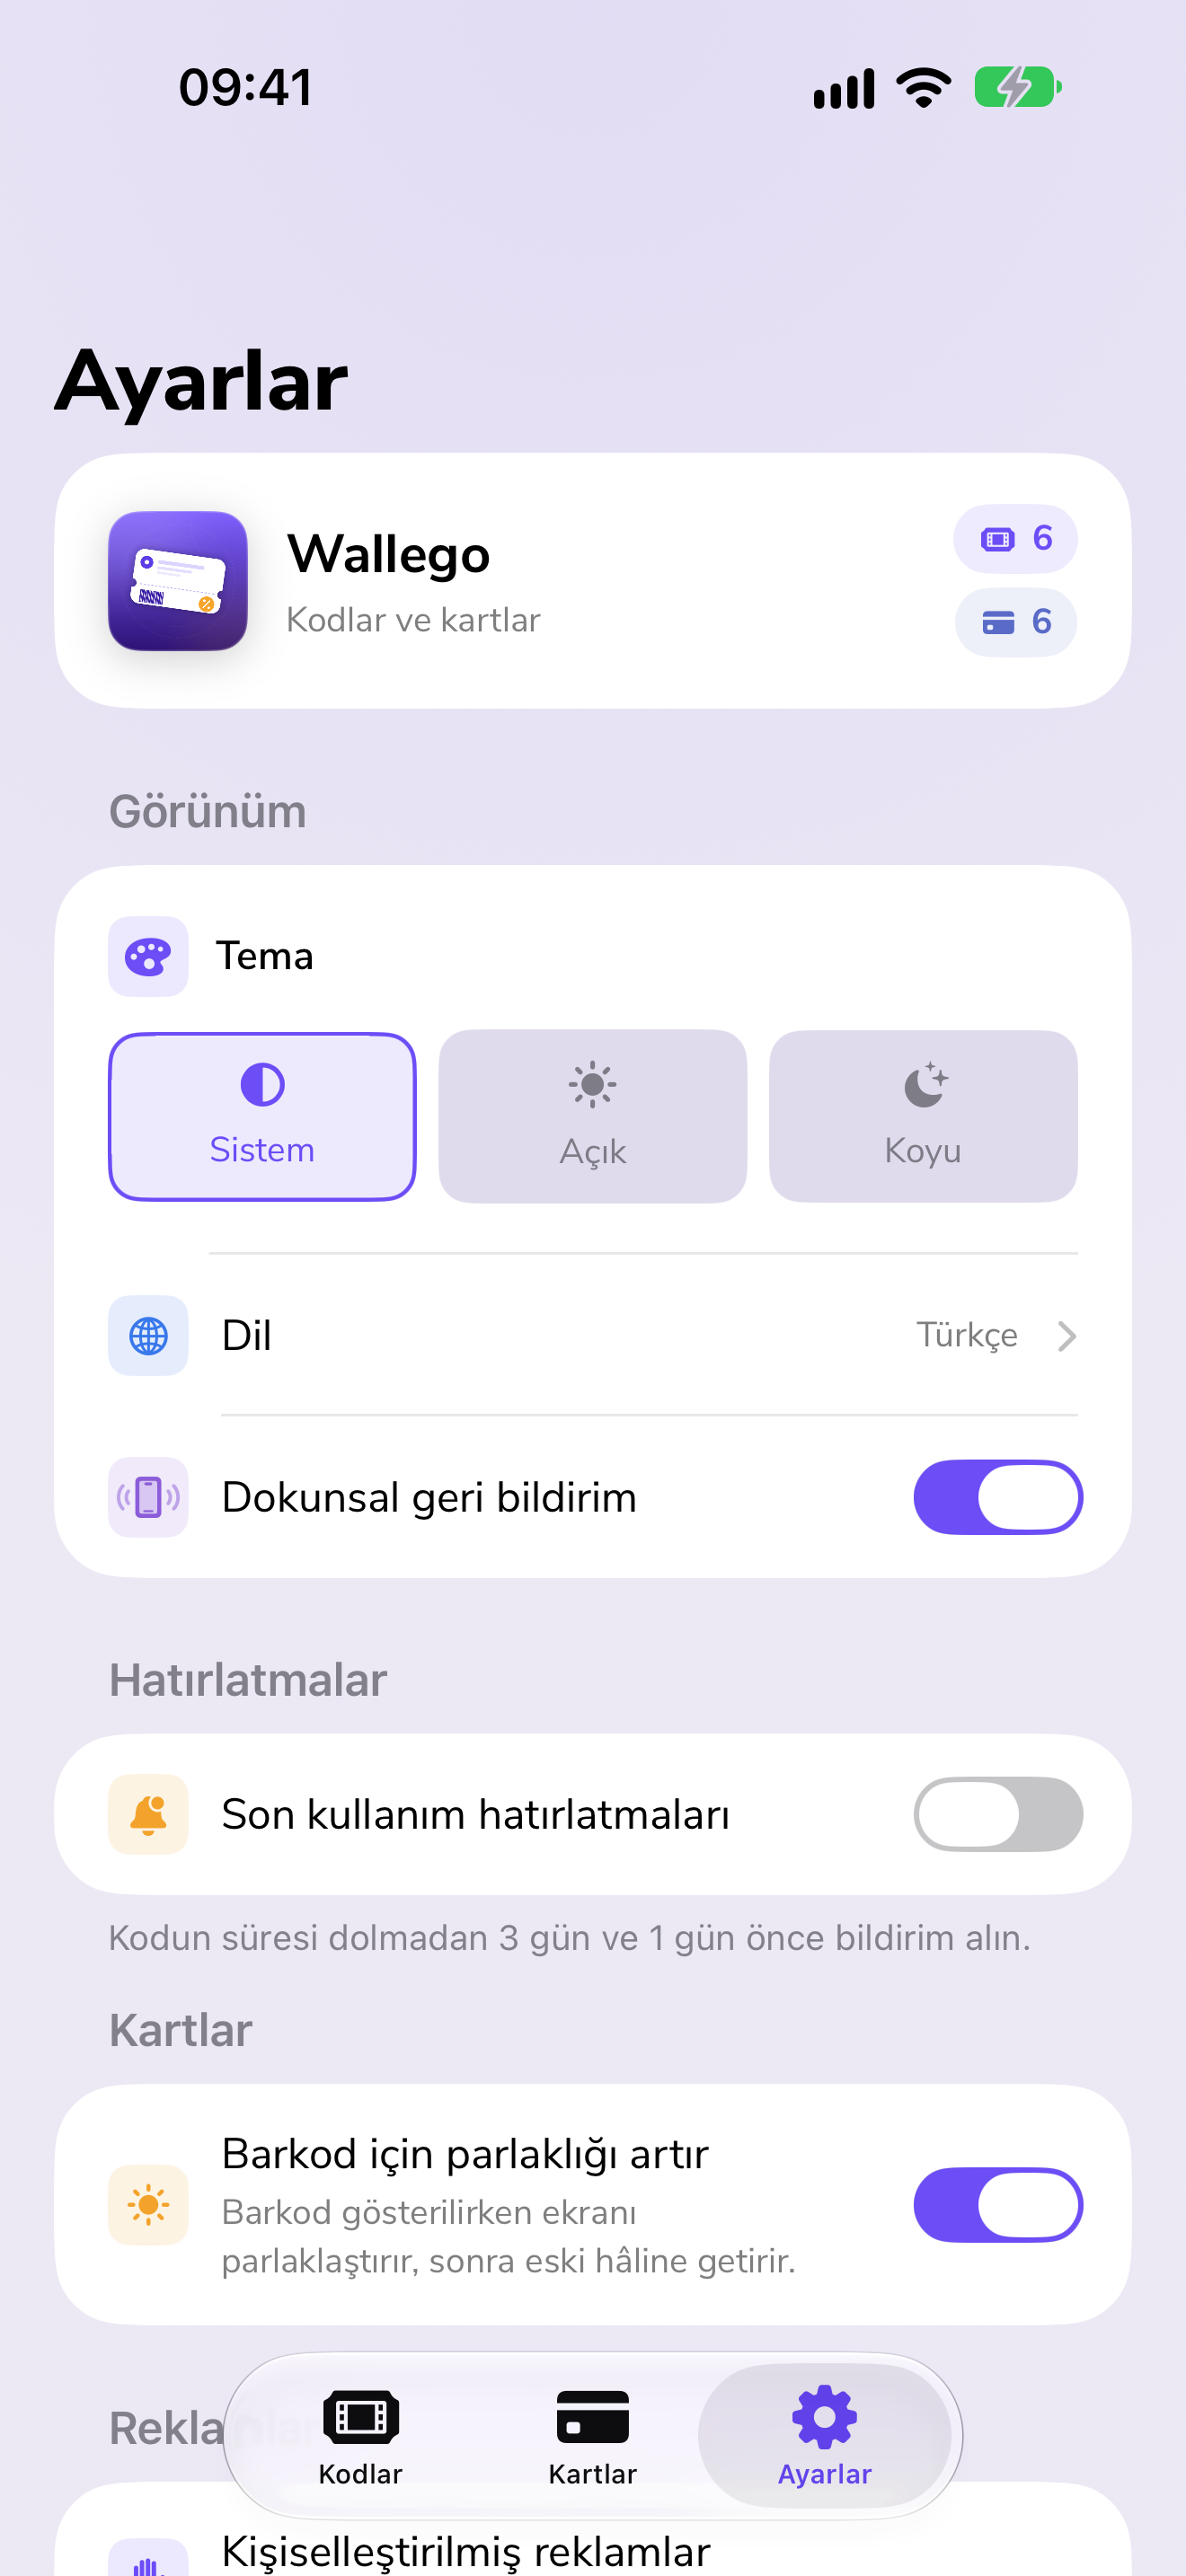 09:41
Ayarlar
Wallego
Kodlar ve kartlar
6
6
Görünüm
Tema
Sistem
Açık
Koyu
Dil
Türkçe
Dokunsal geri bildirim
Hatırlatmalar
Son kullanım hatırlatmaları
Kodun süresi dolmadan 3 gün ve 1 gün önce bildirim alın.
Kartlar
Barkod için parlaklığı artır
Barkod gösterilirken ekranı
parlaklaştırır, sonra eski hâline getirir.
Reklamlar
Kodlar
Kartlar
Ayarlar
Kişiselleştirilmiş reklamlar